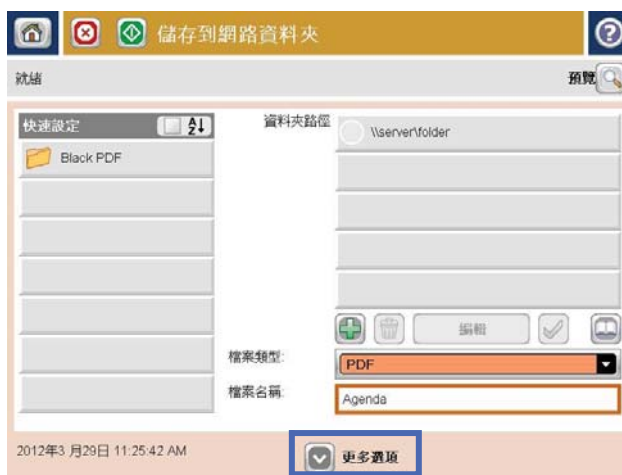 儲存到網路資料夾
?
就緒
預覽
快速設定
A Z
資料夾路徑
\\server\folder
Black PDF
編輯
檔案類型:
PDF
檔案名稱:
Agenda
2012年3 月29日 11:25:42 AM
更多選項